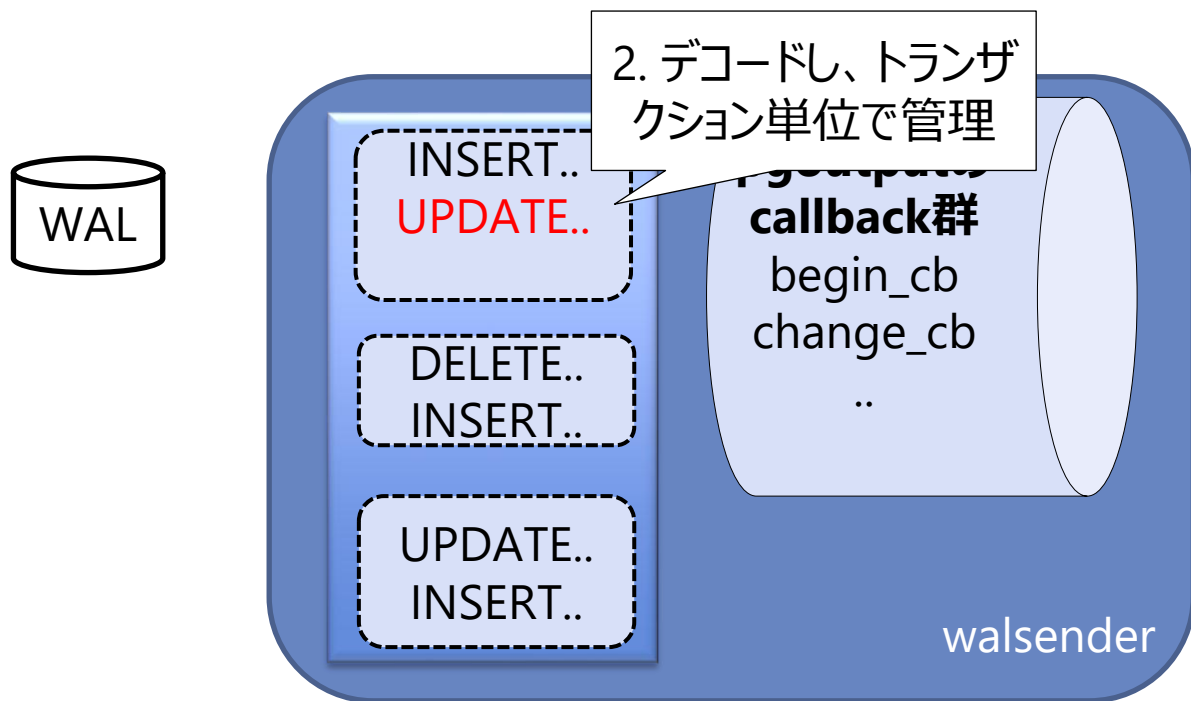 2. デコードし、トランザ
クション単位で管理
WAL
INSERT..
UPDATE..
DELETE..
INSERT..
UPDATE..
INSERT..
callback群
begin_cb
change_cb
..
walsender